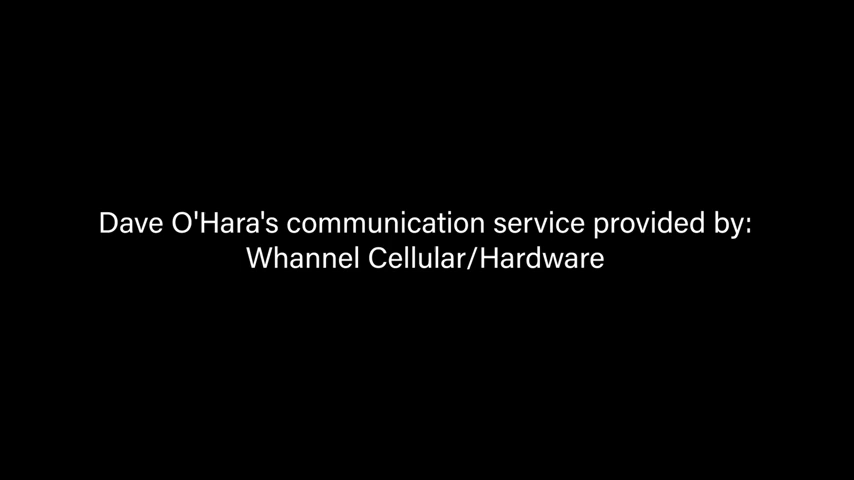 Dave O'Hara's communication service provided by:
Whannel Cellular/Hardware